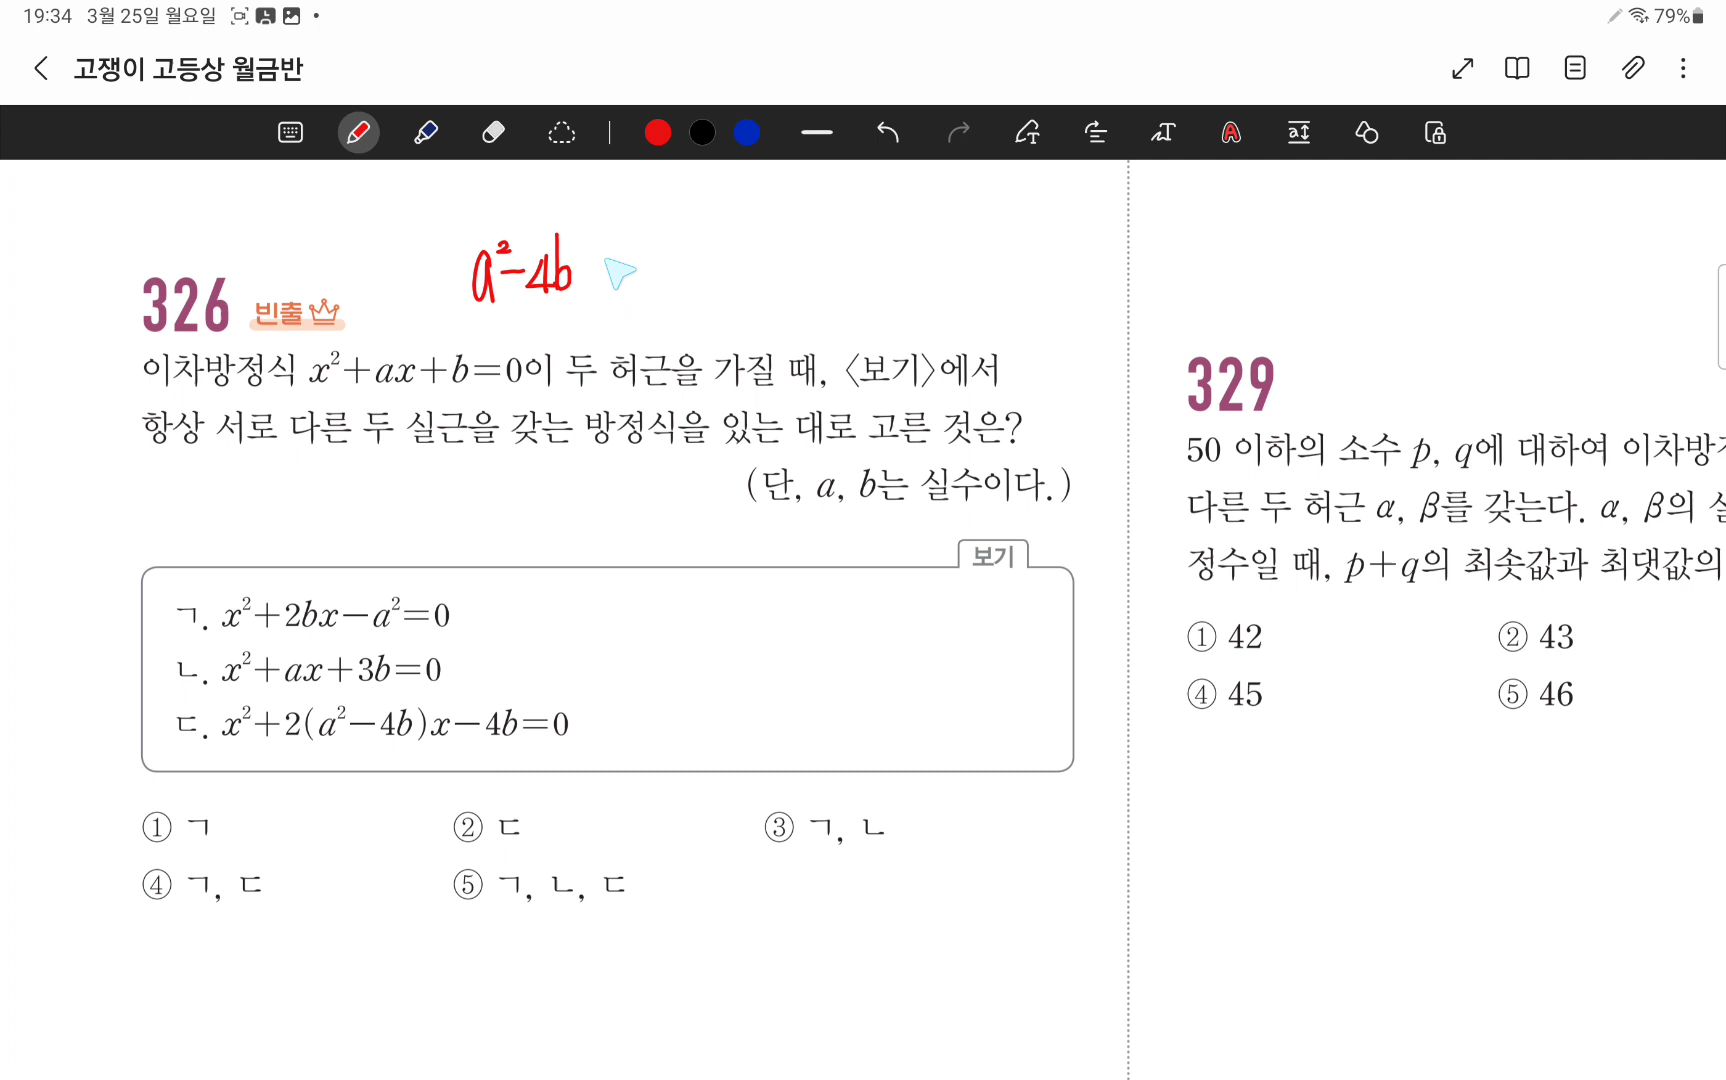 19:34 3월 25일 월요일
79%
고쟁이 고등상 월금반
a²-4b
326 빈출
이차방정식 x²+ax+b=0이 두 허근을 가질 때, 〈보기〉에서
항상 서로 다른 두 실근을 갖는 방정식을 있는 대로 고른 것은?
(단, a, b는 실수이다.)
보기
ㄱ. x²+2bx-a²=0
ㄴ. x²+ax+3b=0
ㄷ. x²+2(a²-4b)x-4b=0
① ㄱ ② ㄷ ③ ㄱ, ㄴ
④ ㄱ, ㄷ ⑤ ㄱ, ㄴ, ㄷ
329
50 이하의 소수 p, q에 대하여 이차방
다른 두 허근 α, β를 갖는다. α, β의
정수일 때, p+q의 최솟값과 최댓값의
① 42 ② 43
④ 45 ⑤ 46